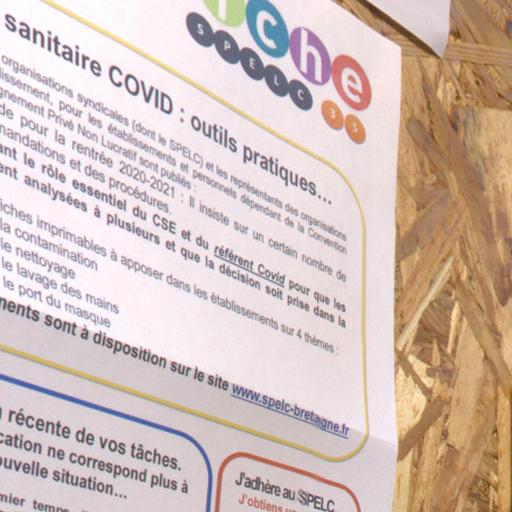 iche
SPELC 35
sanitaire COVID : outils pratiques...
organisations syndicales (dont le SPELC) et les représentants des organisations
lissement, pour les établissements et personnels dépendant de la Convention
gnement Privé Non Lucratif sont publiés :
de pour la rentrée 2020-2021 : Il insiste sur un certain nombre de
mandations et des procédures.
ant le rôle essentiel du CSE et du référent Covid pour que les
ent analysées à plusieurs et que la décision soit prise dans la
fiches imprimables à apposer dans les établissements sur 4 thèmes :
la contamination
le nettoyage
le lavage des mains
le port du masque
ments sont à disposition sur le site www.spelc-bretagne.fr
récente de vos tâches.
cation ne correspond plus à
ouvelle situation...
mier temps
J'adhère au SPELC
J'obtiens